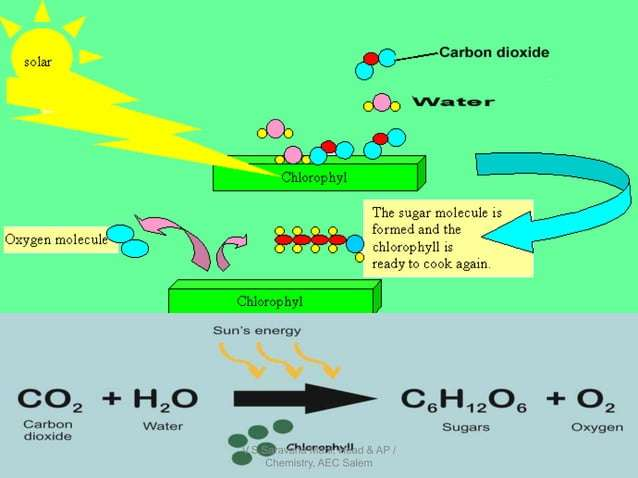 solar
Carbon dioxide
Water
Chlorophyl
Oxygen molecule
The sugar molecule is
formed and the
chlorophyll is
ready to cook again.
Chlorophyl
Sun's energy
CO₂ + H₂O
C₆H₁₂O₆ + O₂
Carbon
dioxide
Water
Sugars
Oxygen
Chlorophyll
& AP /
Chemistry, AEC Salem